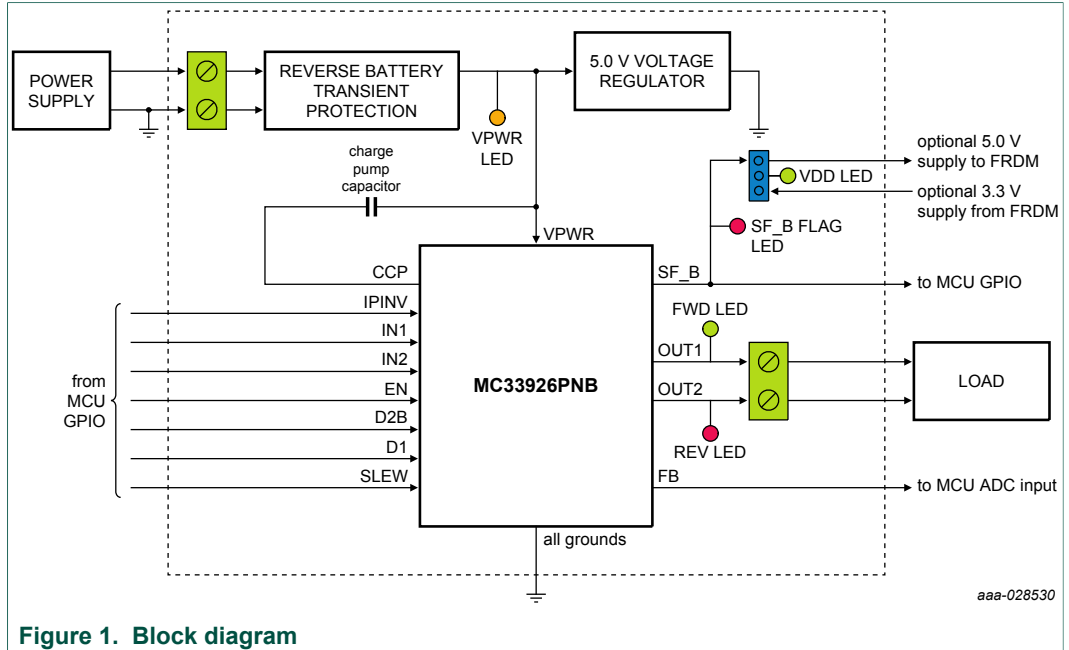 POWER
SUPPLY
REVERSE BATTERY
TRANSIENT
PROTECTION
VPWR
LED
5.0 V VOLTAGE
REGULATOR
charge
pump
capacitor
optional 5.0 V
supply to FRDM
VDD LED
optional 3.3 V
supply from FRDM
SF_B FLAG
LED
VPWR
CCP
IPINV
IN1
IN2
EN
D2B
D1
SLEW
from
MCU
GPIO
MC33926PNB
SF_B
to MCU GPIO
FWD LED
OUT1
OUT2
REV LED
LOAD
FB
to MCU ADC input
all grounds
aaa-028530
Figure 1. Block diagram